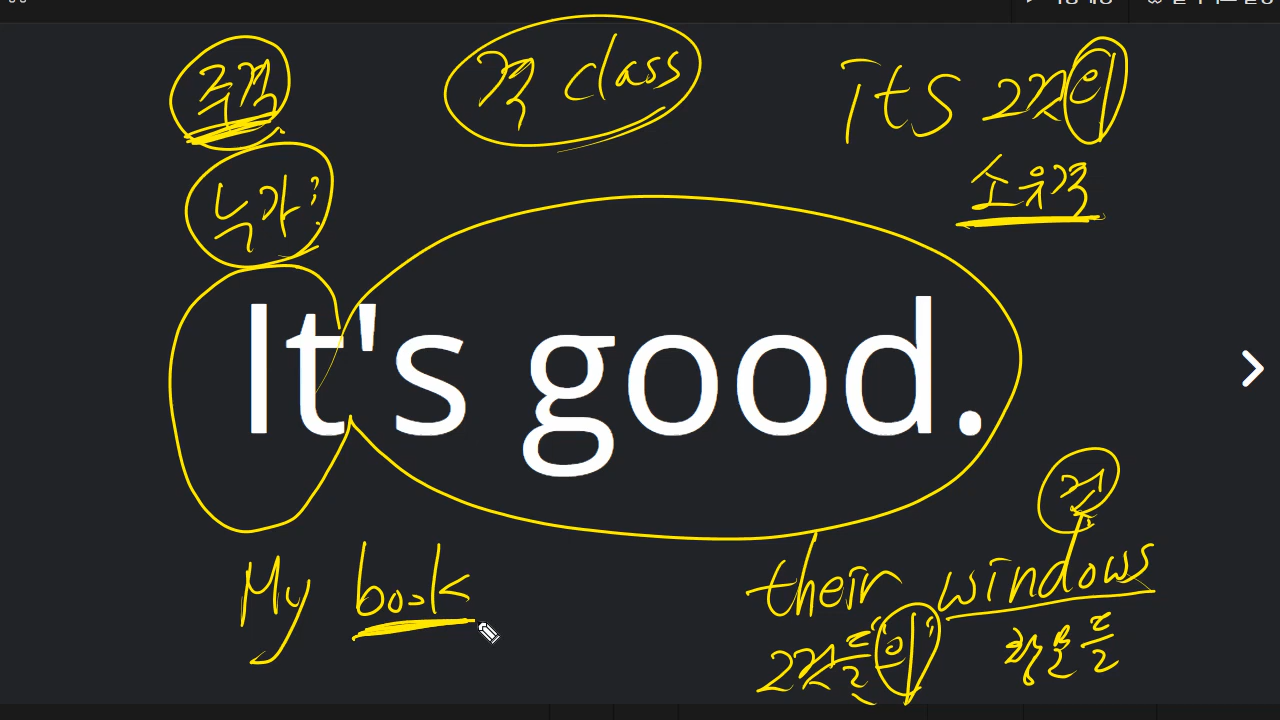 주격
격 class
its 그것의
소유격
누가?
It's good.
것
My book
their windows
그것들의 창문들